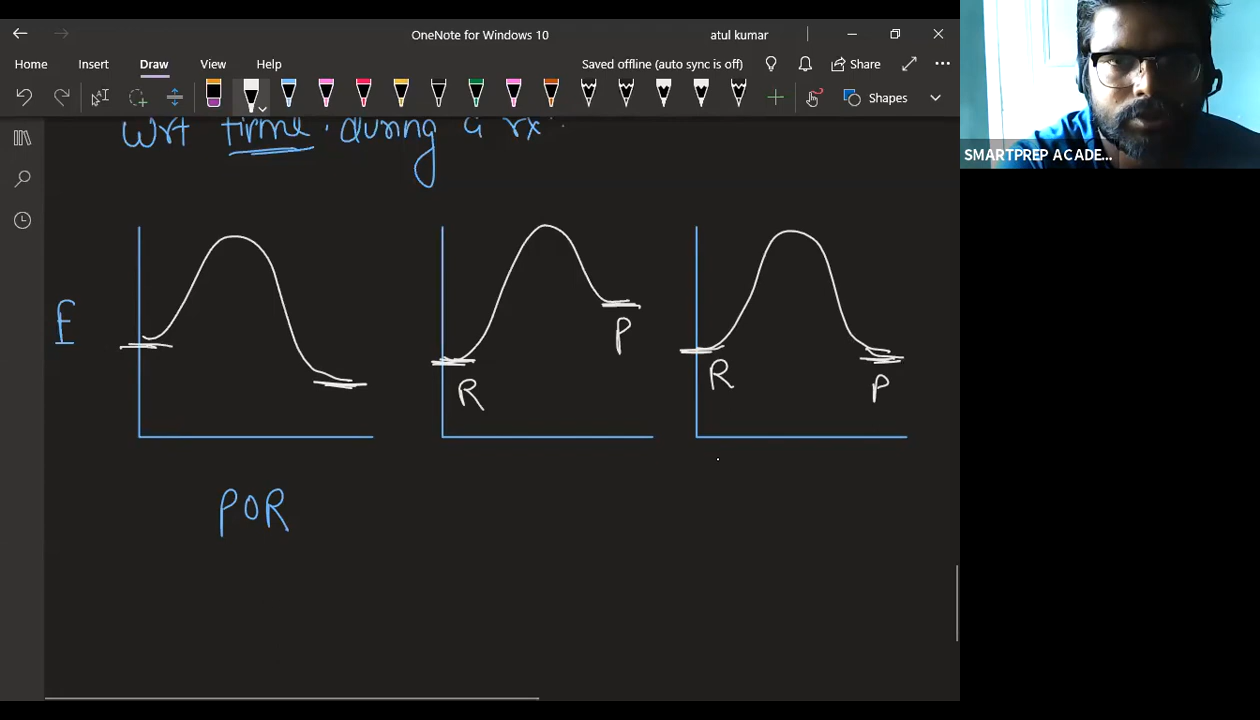 OneNote for Windows 10
atul kumar
Home Insert Draw View Help
Saved offline (auto sync is off)
Share
Shapes
SMARTPREP ACADE...
wrt time. during a rxn
E
R P
R P
POR